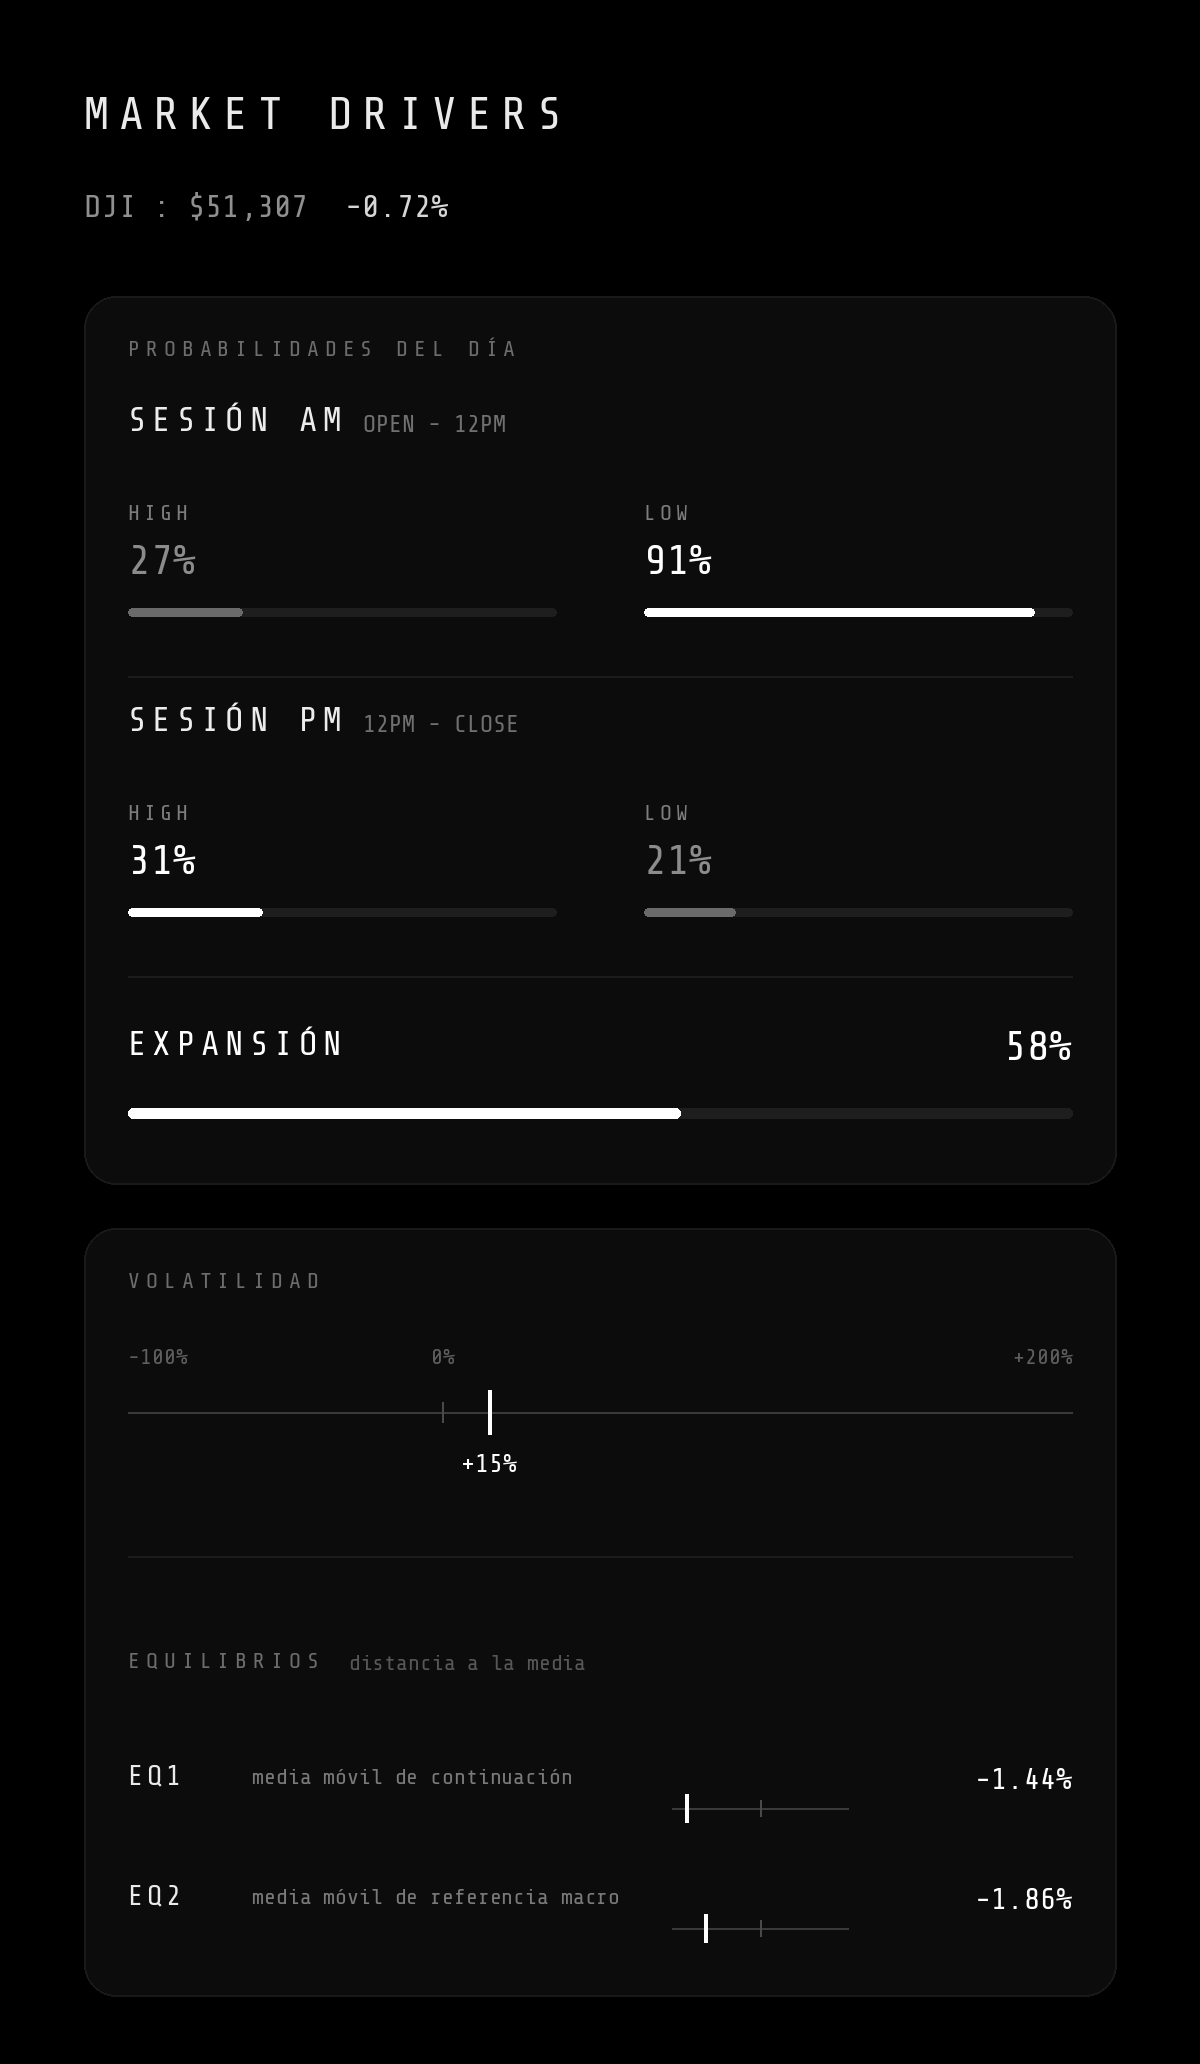 MARKET DRIVERS
DJI : $51,307 -0.72%
PROBABILIDADES DEL DÍA
SESIÓN AM OPEN - 12PM
HIGH LOW
27% 91%
SESIÓN PM 12PM - CLOSE
HIGH LOW
31% 21%
EXPANSIÓN 58%
VOLATILIDAD
-100% 0% +200%
+15%
EQUILIBRIOS distancia a la media
EQ1 media móvil de continuación -1.44%
EQ2 media móvil de referencia macro -1.86%